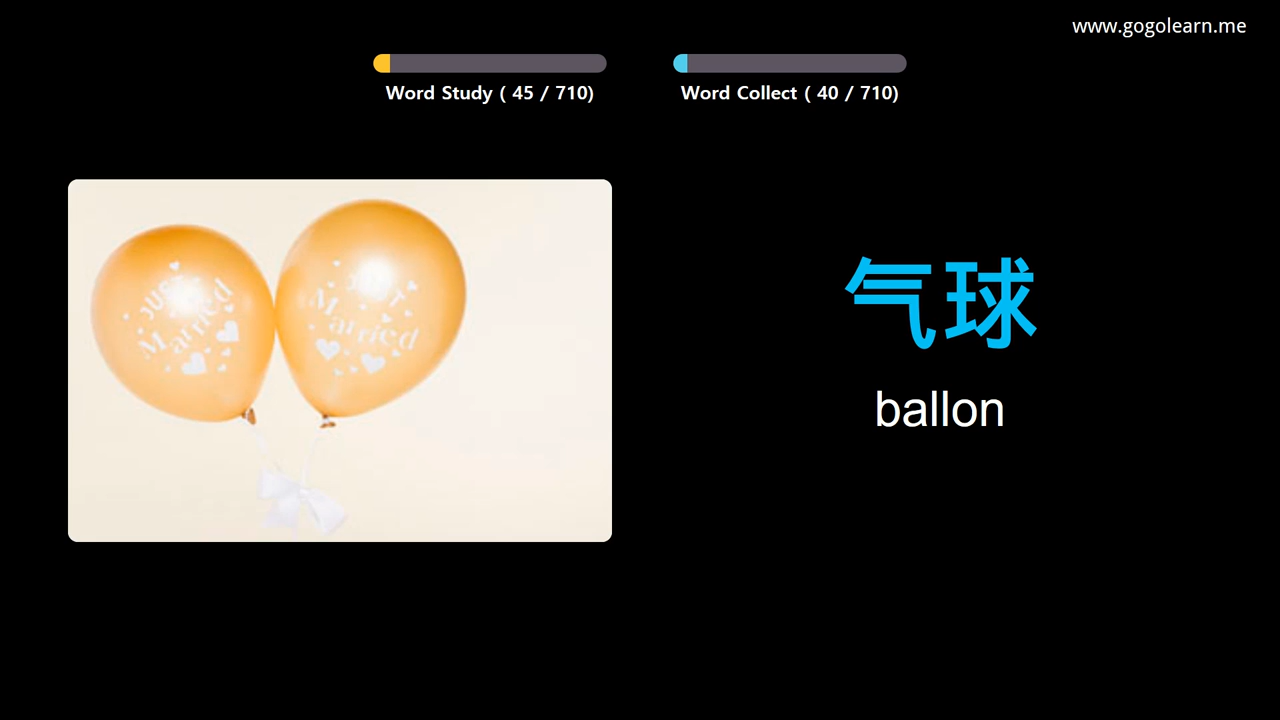 www.gogolearn.me
Word Study ( 45 / 710)
Word Collect ( 40 / 710)
JUST
Married
JUST
Married
气球
ballon